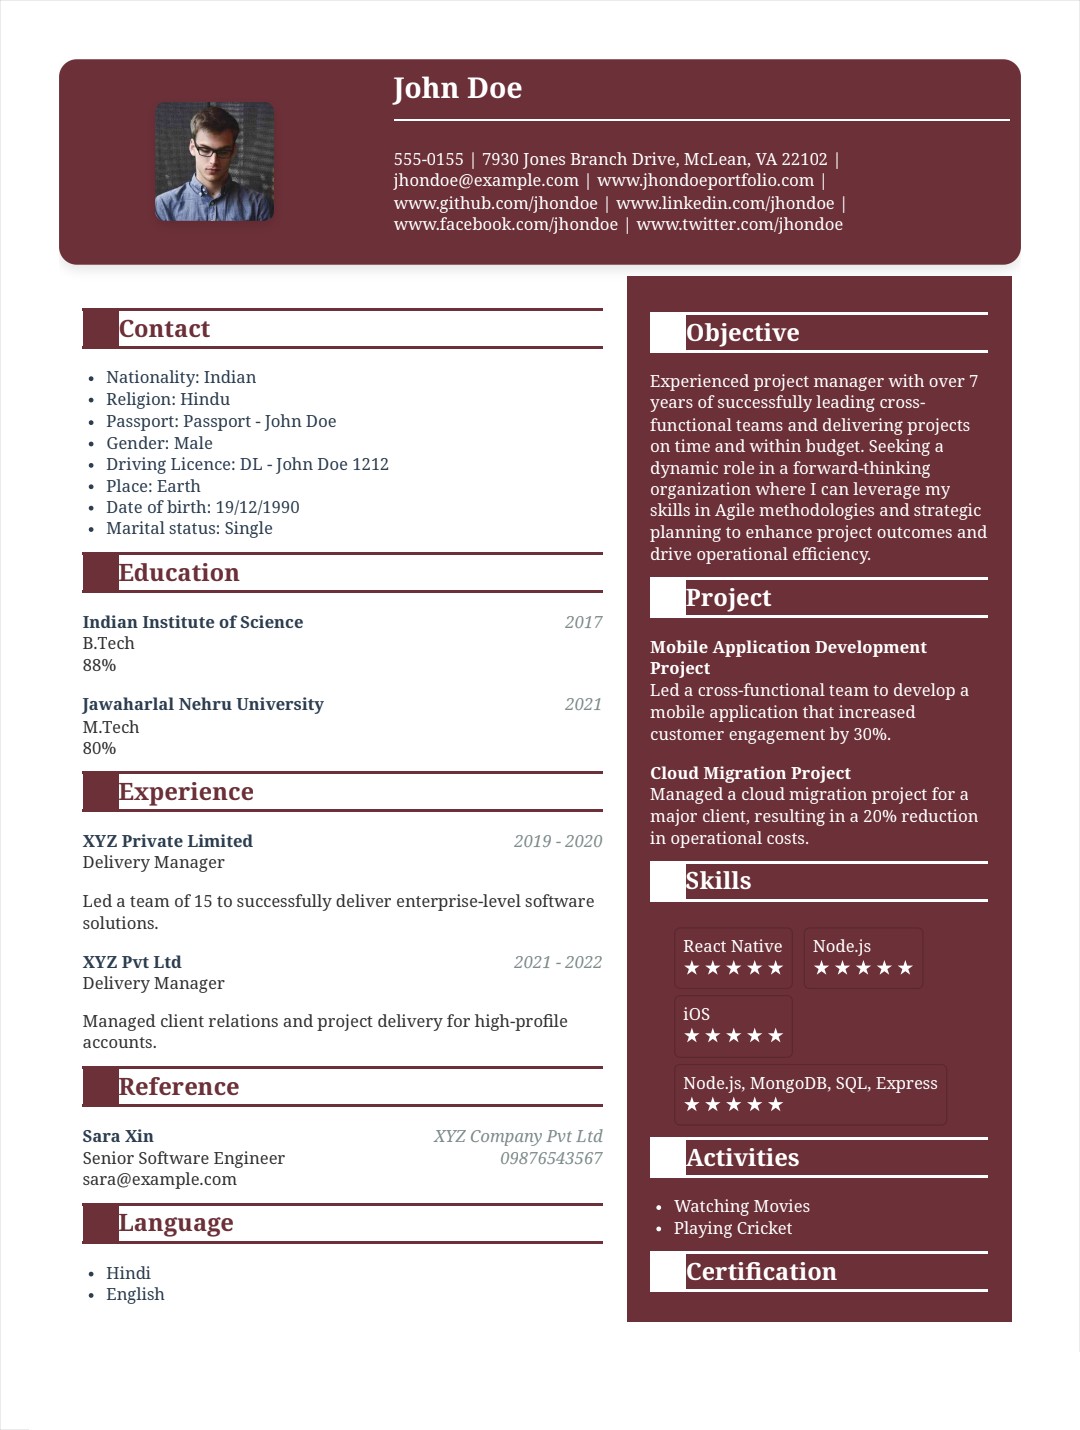 John Doe
555-0155 | 7930 Jones Branch Drive, McLean, VA 22102 |
jhondoe@example.com | www.jhondoeportfolio.com |
www.github.com/jhondoe | www.linkedin.com/jhondoe |
www.facebook.com/jhondoe | www.twitter.com/jhondoe
Contact
• Nationality: Indian
• Religion: Hindu
• Passport: Passport - John Doe
• Gender: Male
• Driving Licence: DL - John Doe 1212
• Place: Earth
• Date of birth: 19/12/1990
• Marital status: Single
Education
Indian Institute of Science 2017
B.Tech
88%
Jawaharlal Nehru University 2021
M.Tech
80%
Experience
XYZ Private Limited 2019 - 2020
Delivery Manager
Led a team of 15 to successfully deliver enterprise-level software
solutions.
XYZ Pvt Ltd 2021 - 2022
Delivery Manager
Managed client relations and project delivery for high-profile
accounts.
Reference
Sara Xin XYZ Company Pvt Ltd
Senior Software Engineer 09876543567
sara@example.com
Language
• Hindi
• English
Objective
Experienced project manager with over 7
years of successfully leading cross-
functional teams and delivering projects
on time and within budget. Seeking a
dynamic role in a forward-thinking
organization where I can leverage my
skills in Agile methodologies and strategic
planning to enhance project outcomes and
drive operational efficiency.
Project
Mobile Application Development
Project
Led a cross-functional team to develop a
mobile application that increased
customer engagement by 30%.
Cloud Migration Project
Managed a cloud migration project for a
major client, resulting in a 20% reduction
in operational costs.
Skills
React Native Node.js
★★★★★ ★★★★★
iOS
★★★★★
Node.js, MongoDB, SQL, Express
★★★★★
Activities
• Watching Movies
• Playing Cricket
Certification